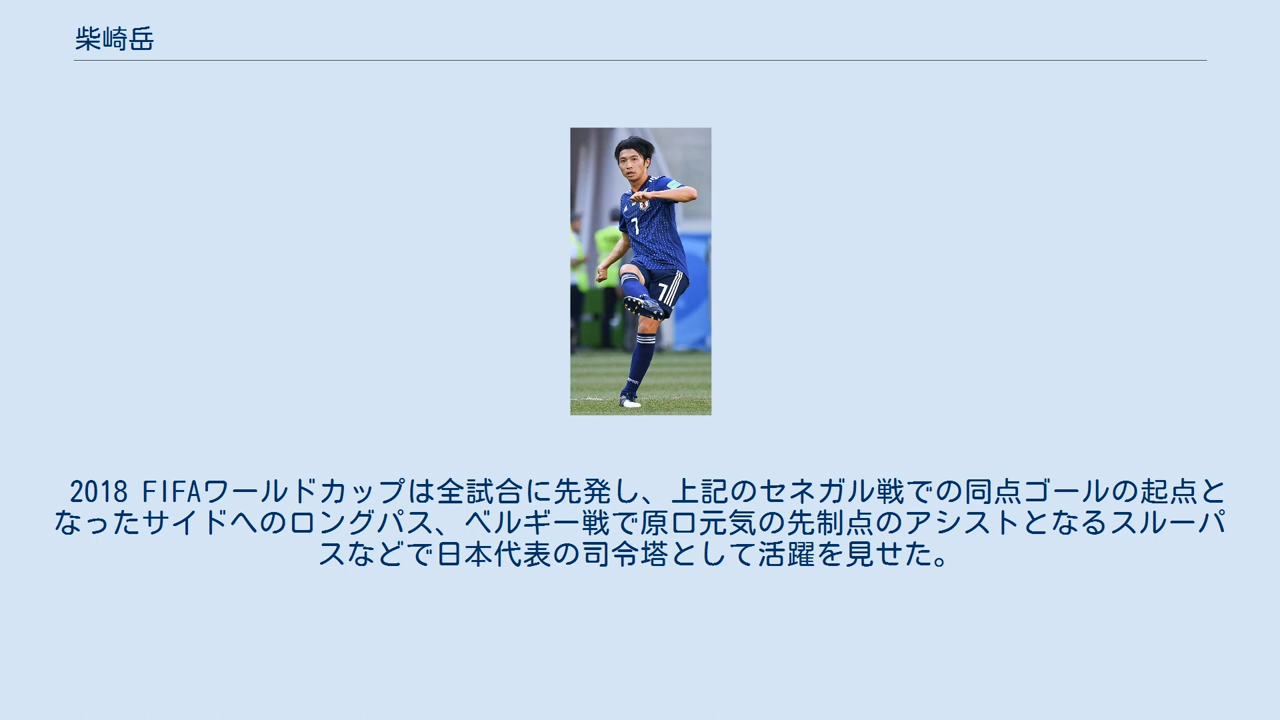 柴崎岳
7
7
2018 FIFAワールドカップは全試合に先発し、上記のセネガル戦での同点ゴールの起点と
なったサイドへのロングパス、ベルギー戦で原口元気の先制点のアシストとなるスルーパ
スなどで日本代表の司令塔として活躍を見せた。